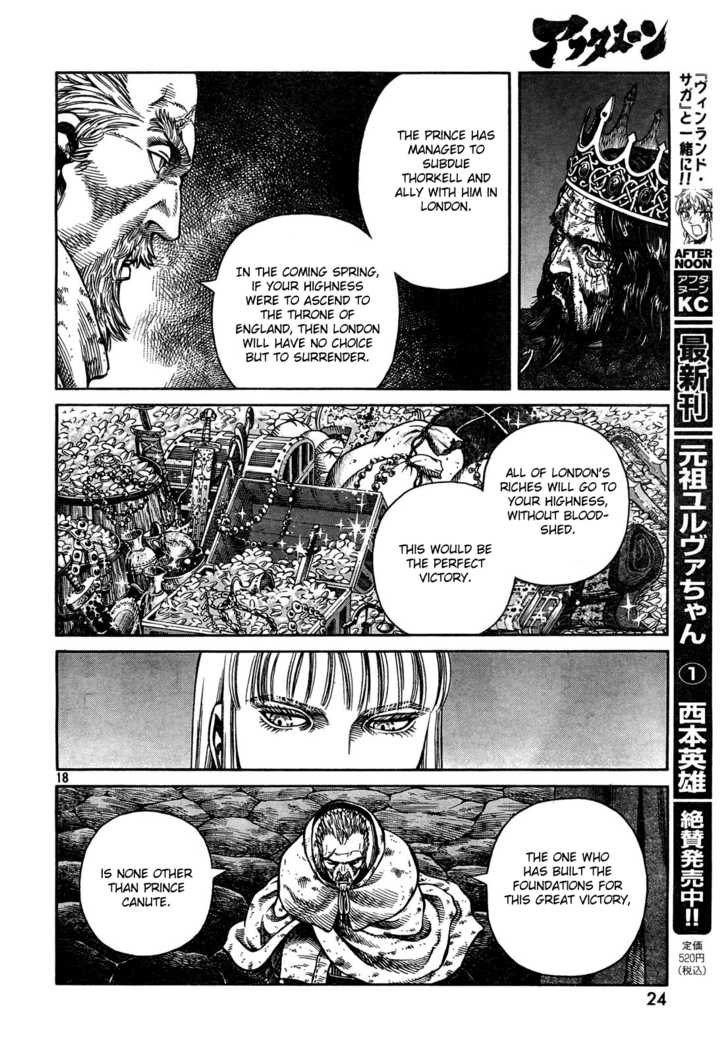 アフタヌーン
THE PRINCE HAS
MANAGED TO
SUBDUE
THORKELL AND
ALLY WITH HIM IN
LONDON.
IN THE COMING SPRING,
IF YOUR HIGHNESS
WERE TO ASCEND TO
THE THRONE OF
ENGLAND, THEN LONDON
WILL HAVE NO CHOICE
BUT TO SURRENDER.
ALL OF LONDON'S
RICHES WILL GO TO
YOUR HIGHNESS,
WITHOUT BLOOD-
SHED.
THIS WOULD BE
THE PERFECT
VICTORY.
18
THE ONE WHO
HAS BUILT THE
FOUNDATIONS FOR
THIS GREAT VICTORY,
IS NONE OTHER
THAN PRINCE
CANUTE.
『ヴィンランド・
サガ』と一緒に!!
AFTER
NOON
アフタ
ヌーン
KC
最新刊
元祖ユルヴァちゃん ①
西本英雄
絶賛発売中!!
定価
520円
(税込)
24